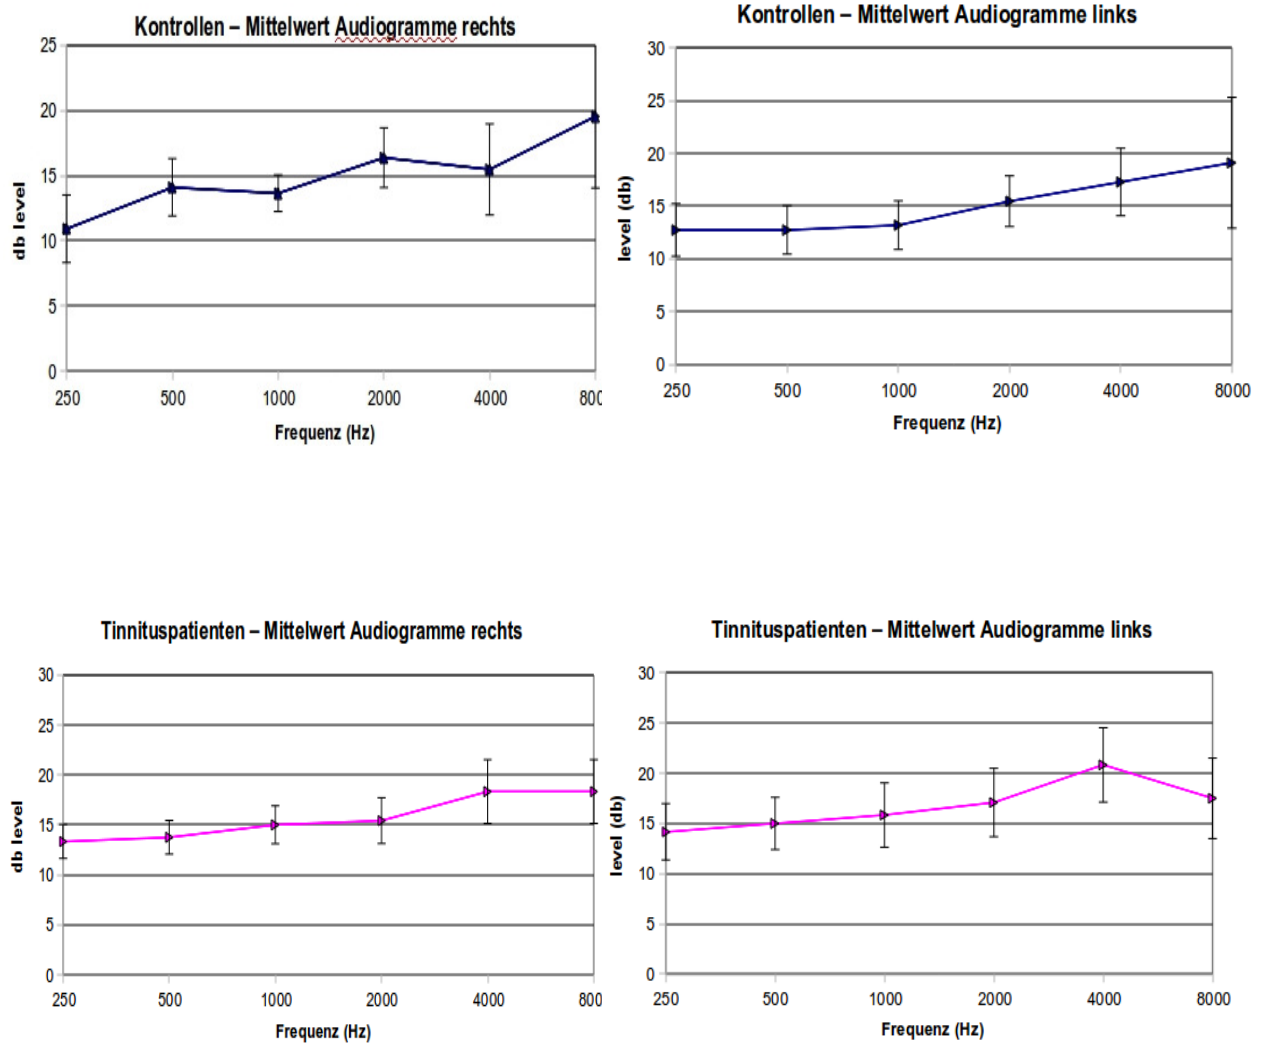 Kontrollen – Mittelwert Audiogramme rechts
25
20
15
10
5
0
db level
250 500 1000 2000 4000 800
Frequenz (Hz)
Kontrollen – Mittelwert Audiogramme links
30
25
20
15
10
5
0
level (db)
250 500 1000 2000 4000 8000
Frequenz (Hz)
Tinnituspatienten – Mittelwert Audiogramme rechts
30
25
20
15
10
5
0
db level
250 500 1000 2000 4000 800
Frequenz (Hz)
Tinnituspatienten – Mittelwert Audiogramme links
30
25
20
15
10
5
0
level (db)
250 500 1000 2000 4000 8000
Frequenz (Hz)